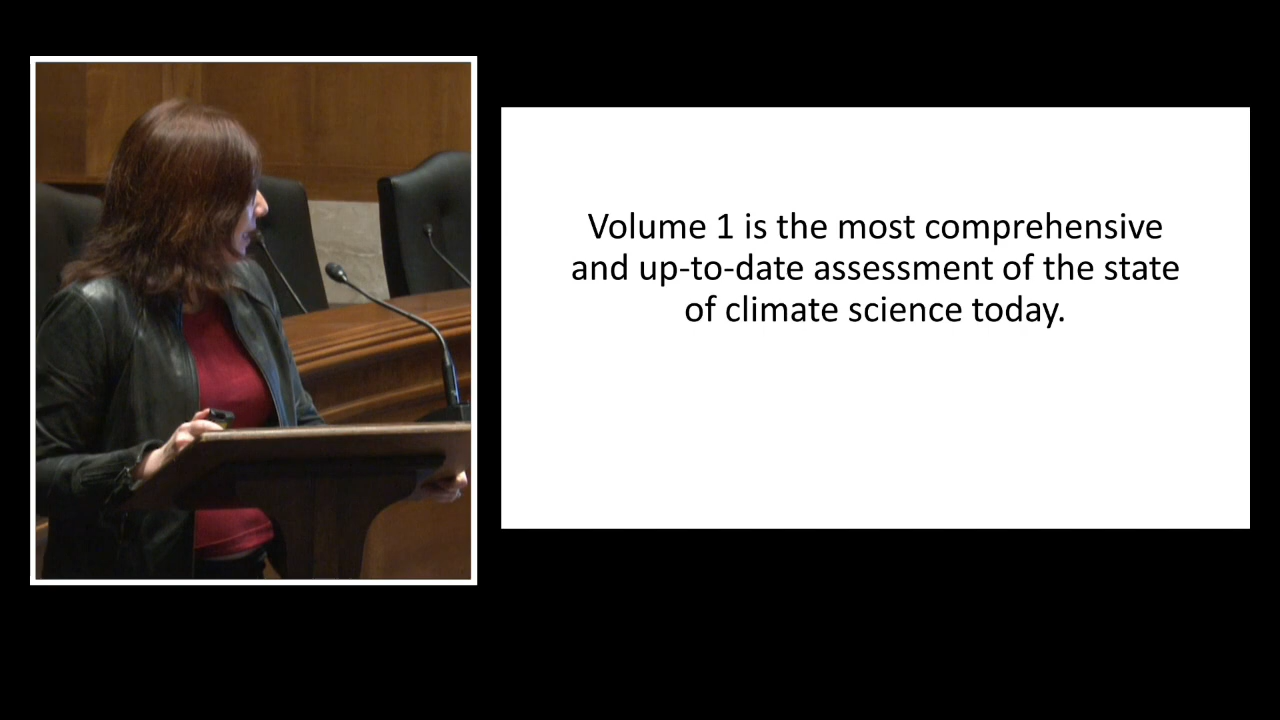 Volume 1 is the most comprehensive
and up-to-date assessment of the state
of climate science today.